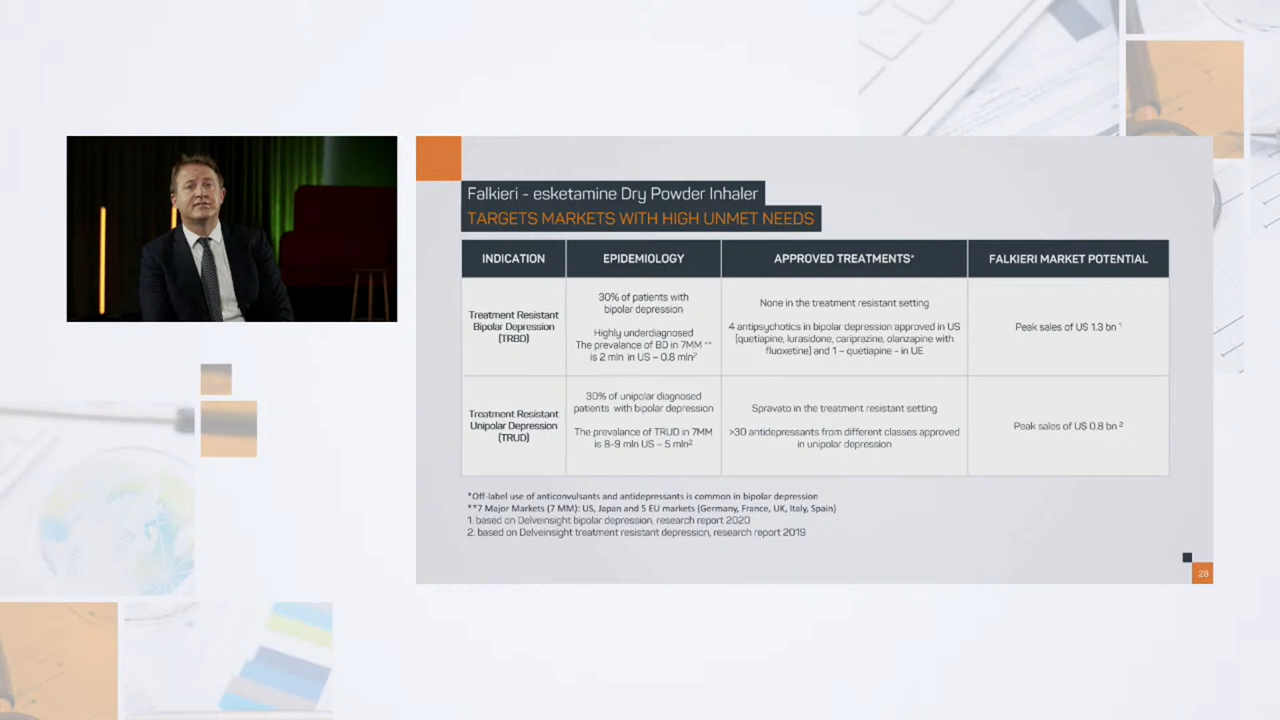 Falkieri - esketamine Dry Powder Inhaler
TARGETS MARKETS WITH HIGH UNMET NEEDS
INDICATION
EPIDEMIOLOGY
APPROVED TREATMENTS*
FALKIERI MARKET POTENTIAL
Treatment Resistant
Bipolar Depression
(TRBD)
30% of patients with
bipolar depression
Highly underdiagnosed
The prevalence of BD in 7MM **
is 2 mln in US – 0.8 mln²
None in the treatment resistant setting
4 antipsychotics in bipolar depression approved in US
(quetiapine, lurasidone, cariprazine, olanzapine with
fluoxetine) and 1 – quetiapine - in UE
Peak sales of U$ 1.3 bn ¹
Treatment Resistant
Unipolar Depression
(TRUD)
30% of unipolar diagnosed
patients with bipolar depression
The prevalence of TRUD in 7MM
is 8-9 mln US – 5 mln²
Spravato in the treatment resistant setting
>30 antidepressants from different classes approved
in unipolar depression
Peak sales of U$ 0.8 bn ²
*Off-label use of anticonvulsants and antidepressants is common in bipolar depression
**7 Major Markets (7 MM): US, Japan and 5 EU markets (Germany, France, UK, Italy, Spain)
1. based on Delveinsight bipolar depression, research report 2020
2. based on Delveinsight treatment resistant depression, research report 2019
28